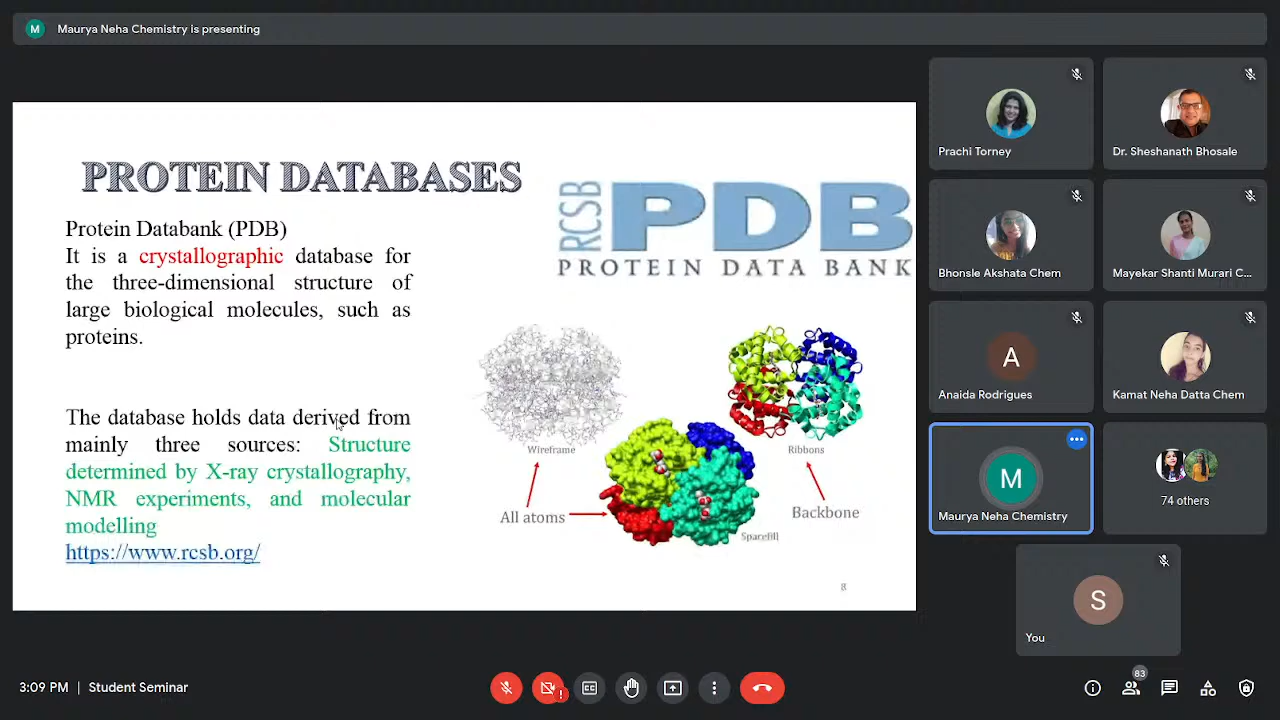 M
Maurya Neha Chemistry is presenting
PROTEIN DATABASES
Protein Databank (PDB)
It is a crystallographic database for
the three-dimensional structure of
large biological molecules, such as
proteins.
The database holds data derived from
mainly three sources: Structure
determined by X-ray crystallography,
NMR experiments, and molecular
modelling
https://www.rcsb.org/
RCSB
PDB
PROTEIN DATA BANK
Wireframe
Ribbons
All atoms
Backbone
Spacefill
8
Prachi Torney
Dr. Sheshanath Bhosale
Bhonsle Akshata Chem
Mayekar Shanti Murari C...
A
Anaida Rodrigues
Kamat Neha Datta Chem
M
Maurya Neha Chemistry
74 others
S
You
3:09 PM | Student Seminar
CC
83